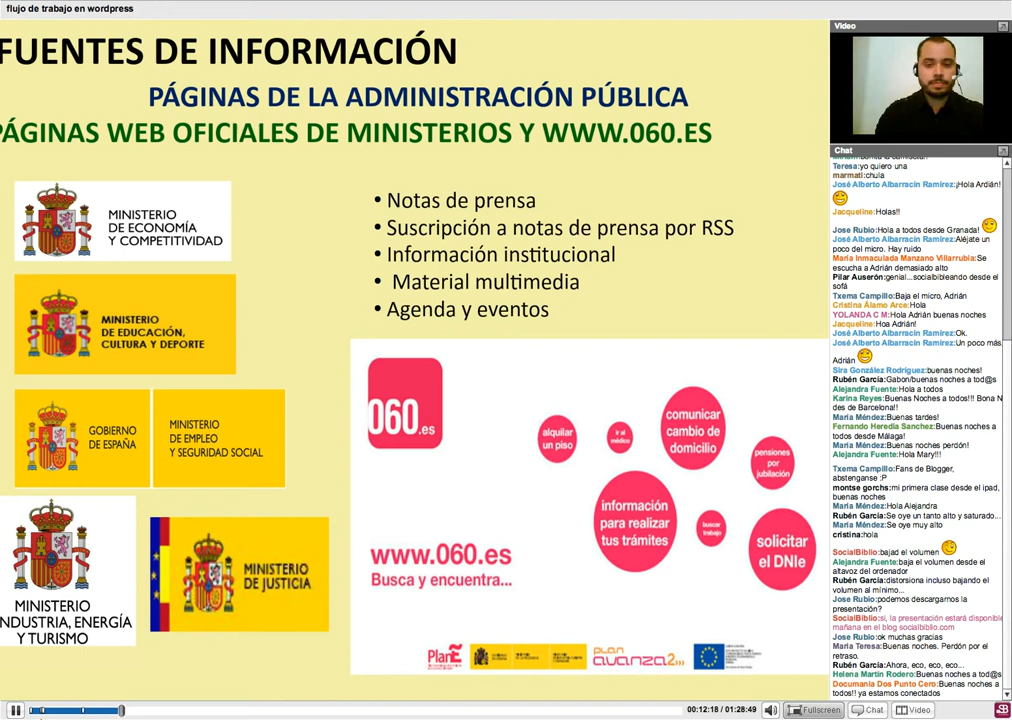 flujo de trabajo en wordpress
FUENTES DE INFORMACIÓN
PÁGINAS DE LA ADMINISTRACIÓN PÚBLICA
PÁGINAS WEB OFICIALES DE MINISTERIOS Y WWW.060.ES
MINISTERIO
DE ECONOMÍA
Y COMPETITIVIDAD
MINISTERIO
DE EDUCACIÓN,
CULTURA Y DEPORTE
GOBIERNO
DE ESPAÑA
MINISTERIO
DE EMPLEO
Y SEGURIDAD SOCIAL
MINISTERIO
INDUSTRIA, ENERGÍA
Y TURISMO
MINISTERIO
DE JUSTICIA
• Notas de prensa
• Suscripción a notas de prensa por RSS
• Información institucional
• Material multimedia
• Agenda y eventos
060.es
alquilar
un piso
ir al
médico
comunicar
cambio de
domicilio
pensiones
por
jubilación
información
para realizar
tus trámites
buscar
trabajo
solicitar
el DNIe
www.060.es
Busca y encuentra...
PlanE
PLAN
avanza2
Video
Chat
Teresa:yo quiero una
marmati:chula
José Alberto Albarracín Ramírez:¡Hola Ardián!
Jacqueline:Holas!!
Jose Rubio:Hola a todos desde Granada!
José Alberto Albarracín Ramírez:Aléjate un
poco del micro. Hay ruido
María Inmaculada Manzano Villarrubia:Se
escucha a Adrián demasiado alto
Pilar Auserón:genial...socialbibleando desde el
sofá
Txema Campillo:Baja el micro, Adrián
Cristina Álamo Arce:Hola
YOLANDA C M:Hola Adrián buenas noches
Jacqueline:Hoa Adrián!
José Alberto Albarracín Ramírez:Ok.
José Alberto Albarracín Ramírez:Un poco más,
Adrián
Sira González Rodríguez:buenas noches!
Rubén García:Gabon/buenas noches a tod@s
Alejandra Fuente:Hola a todos
Karina Reyes:Buenas Noches a todos!!! Bona N
des de Barcelona!!
Maria Méndez:Buenas tardes!
Fernando Heredia Sanchez:Buenas noches a
todos desde Málaga!
Maria Méndez:Buenas noches perdón!
Alejandra Fuente:Hola Mary!!!
Txema Campillo:Fans de Blogger,
abstenganse :P
montse gorchs:mi primera clase desde el ipad,
buenas noches
Maria Méndez:Hola Alejandra
Rubén García:Se oye un tanto alto y saturado...
Maria Méndez:Se oye muy alto
cristina:hola
SocialBiblio:bajad el volumen
Alejandra Fuente:baja el volumen desde el
altavoz del ordenador
Rubén García:distorsiona incluso bajando el
volumen al mínimo...
Jose Rubio:podemos descargarnos la
presentación?
SocialBiblio:si, la presentación estará disponible
mañana en el blog socialbiblio.com
Jose Rubio:ok muchas gracias
Maria Teresa:Buenas noches. Perdón por el
retraso.
Rubén García:Ahora, eco, eco, eco...
Helena Martín Rodero:Buenas noches a tod@s
Documania Dos Punto Cero:Buenas noches a
todos!! ya estamos conectados
00:12:18 / 01:28:49
Fullscreen
Chat
Video
SB